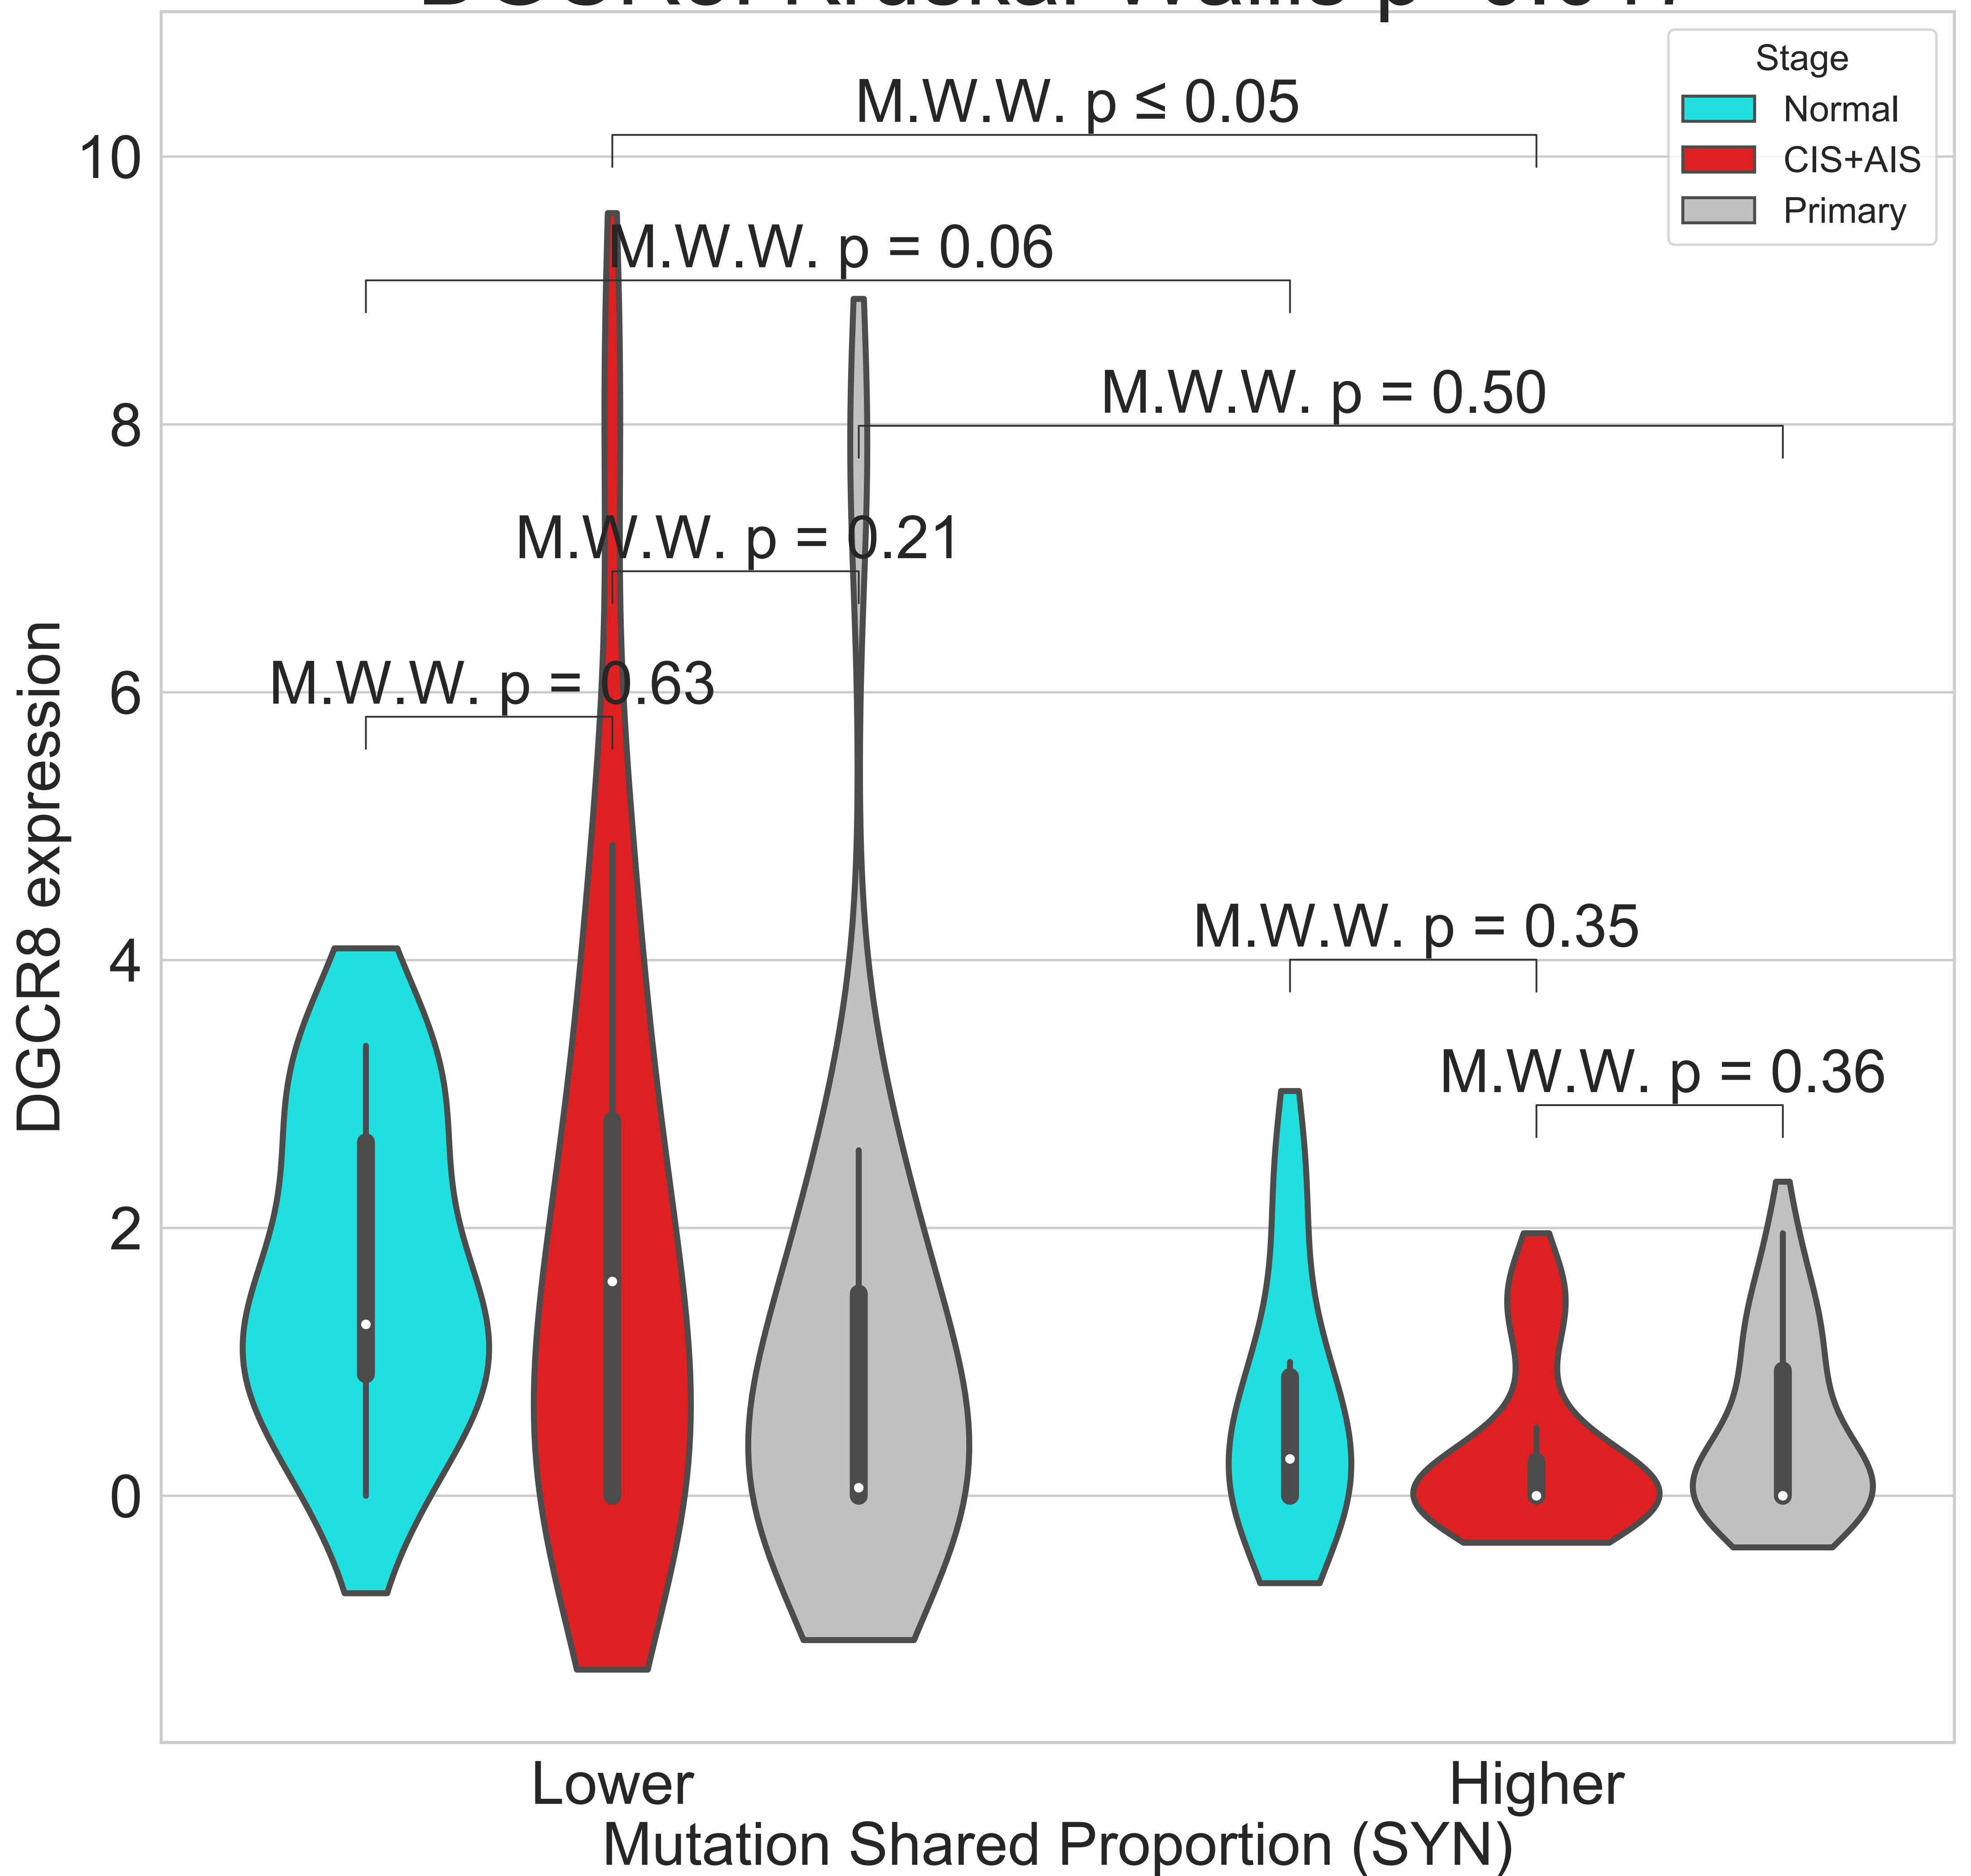 Stage
Normal
CIS+AIS
Primary
M.W.W. p ≤ 0.05
M.W.W. p = 0.06
M.W.W. p = 0.50
M.W.W. p = 0.21
M.W.W. p = 0.63
M.W.W. p = 0.35
M.W.W. p = 0.36
10
8
6
4
2
0
DGCR8 expression
Lower
Higher
Mutation Shared Proportion (SYN)